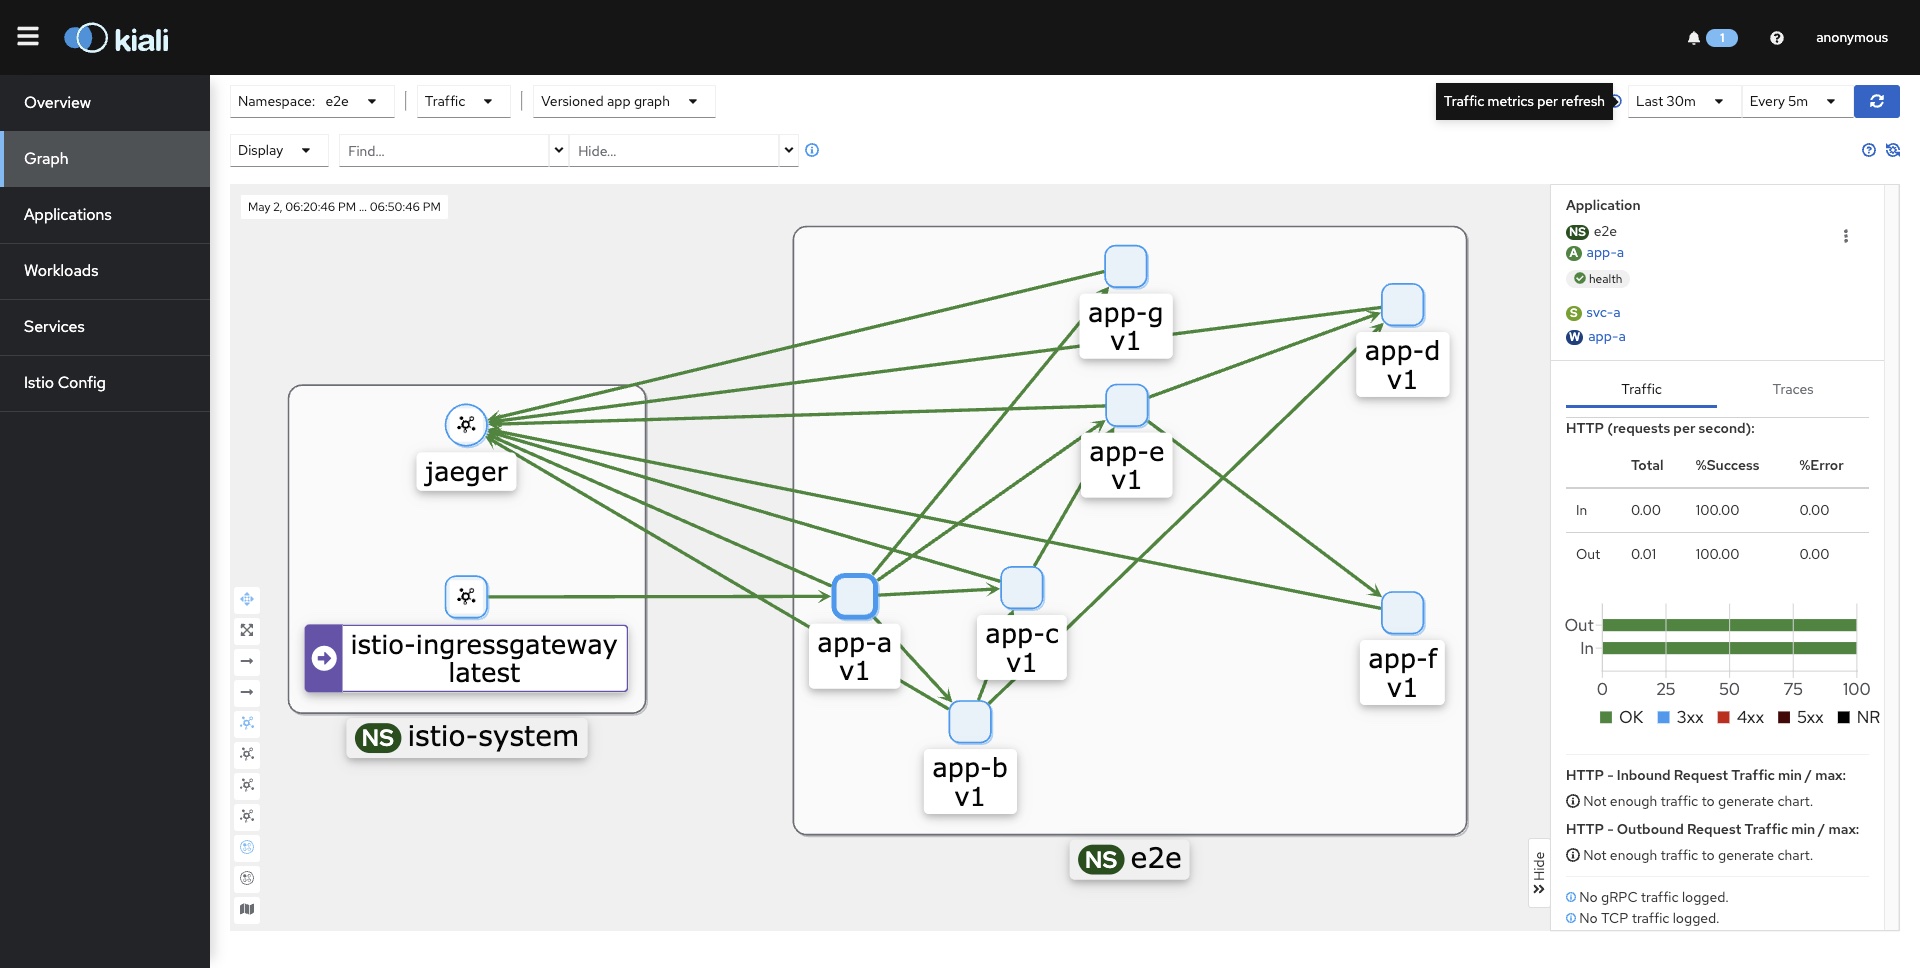 kiali
1
anonymous
Overview
Graph
Applications
Workloads
Services
Istio Config
Namespace: e2e
Traffic
Versioned app graph
Traffic metrics per refresh
Last 30m
Every 5m
Display
Find...
Hide...
May 2, 06:20:46 PM ... 06:50:46 PM
app-g
v1
app-d
v1
app-e
v1
jaeger
istio-ingressgateway
latest
NS istio-system
app-a
v1
app-c
v1
app-b
v1
app-f
v1
NS e2e
Hide
Application
NS e2e
A app-a
health
S svc-a
W app-a
Traffic Traces
HTTP (requests per second):
Total %Success %Error
In 0.00 100.00 0.00
Out 0.01 100.00 0.00
Out
In
0 25 50 75 100
OK 3xx 4xx 5xx NR
HTTP - Inbound Request Traffic min / max:
Not enough traffic to generate chart.
HTTP - Outbound Request Traffic min / max:
Not enough traffic to generate chart.
No gRPC traffic logged.
No TCP traffic logged.